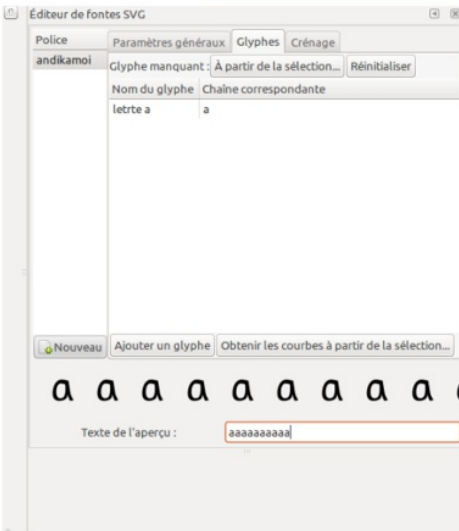 Éditeur de fontes SVG
Police
Paramètres généraux Glyphes Crénage
andikamoi
Glyphe manquant : À partir de la sélection... Réinitialiser
Nom du glyphe Chaîne correspondante
letrte a a
Nouveau Ajouter un glyphe Obtenir les courbes à partir de la sélection...
a a a a a a a a a
Texte de l'aperçu : aaaaaaaaaa